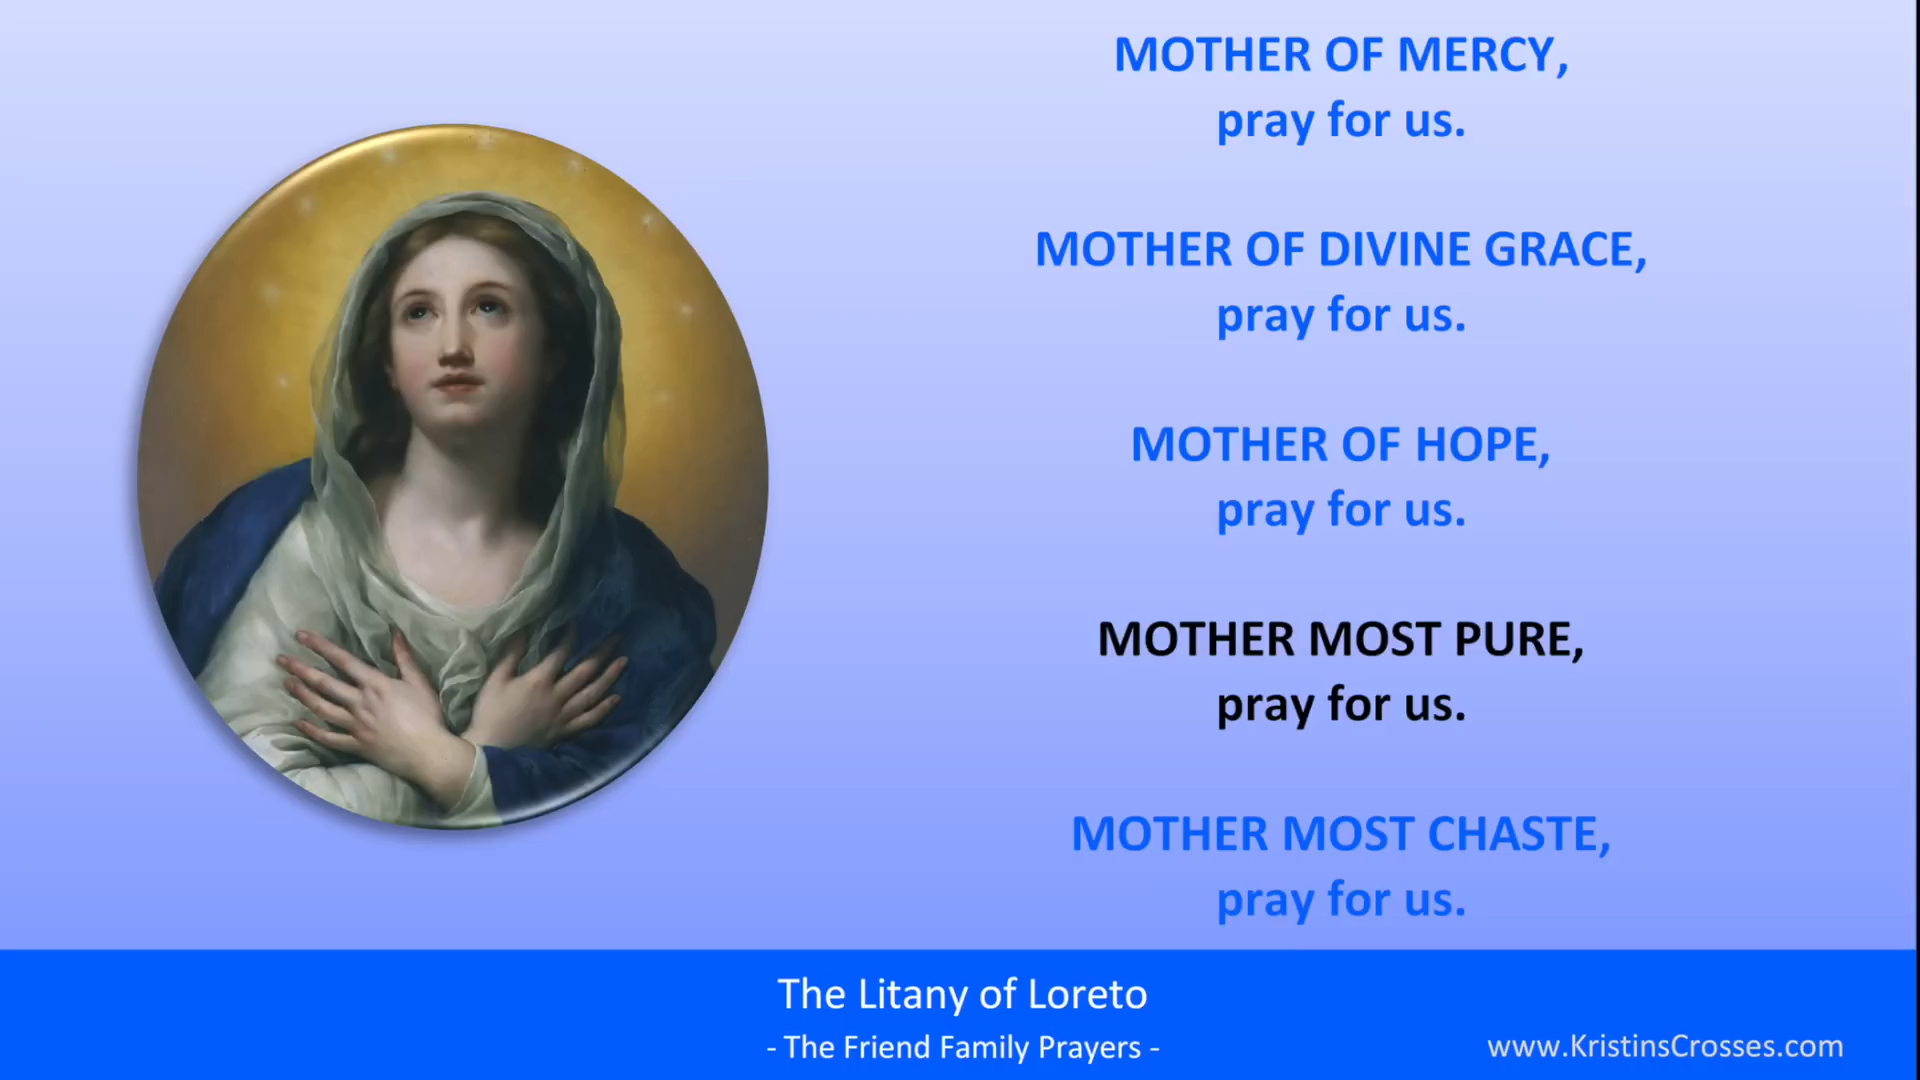 MOTHER OF MERCY,
pray for us.
MOTHER OF DIVINE GRACE,
pray for us.
MOTHER OF HOPE,
pray for us.
MOTHER MOST PURE,
pray for us.
MOTHER MOST CHASTE,
pray for us.
The Litany of Loreto
- The Friend Family Prayers -
www.KristinsCrosses.com